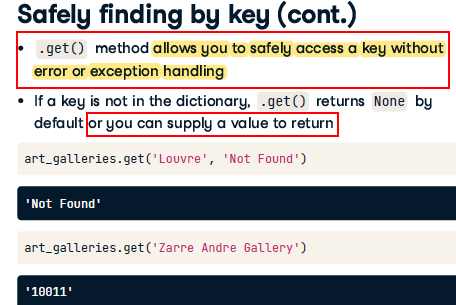 Safely finding by key (cont.)
• .get() method allows you to safely access a key without
error or exception handling
• If a key is not in the dictionary, .get() returns None by
default or you can supply a value to return
art_galleries.get('Louvre', 'Not Found')
'Not Found'
art_galleries.get('Zarre Andre Gallery')
'10011'